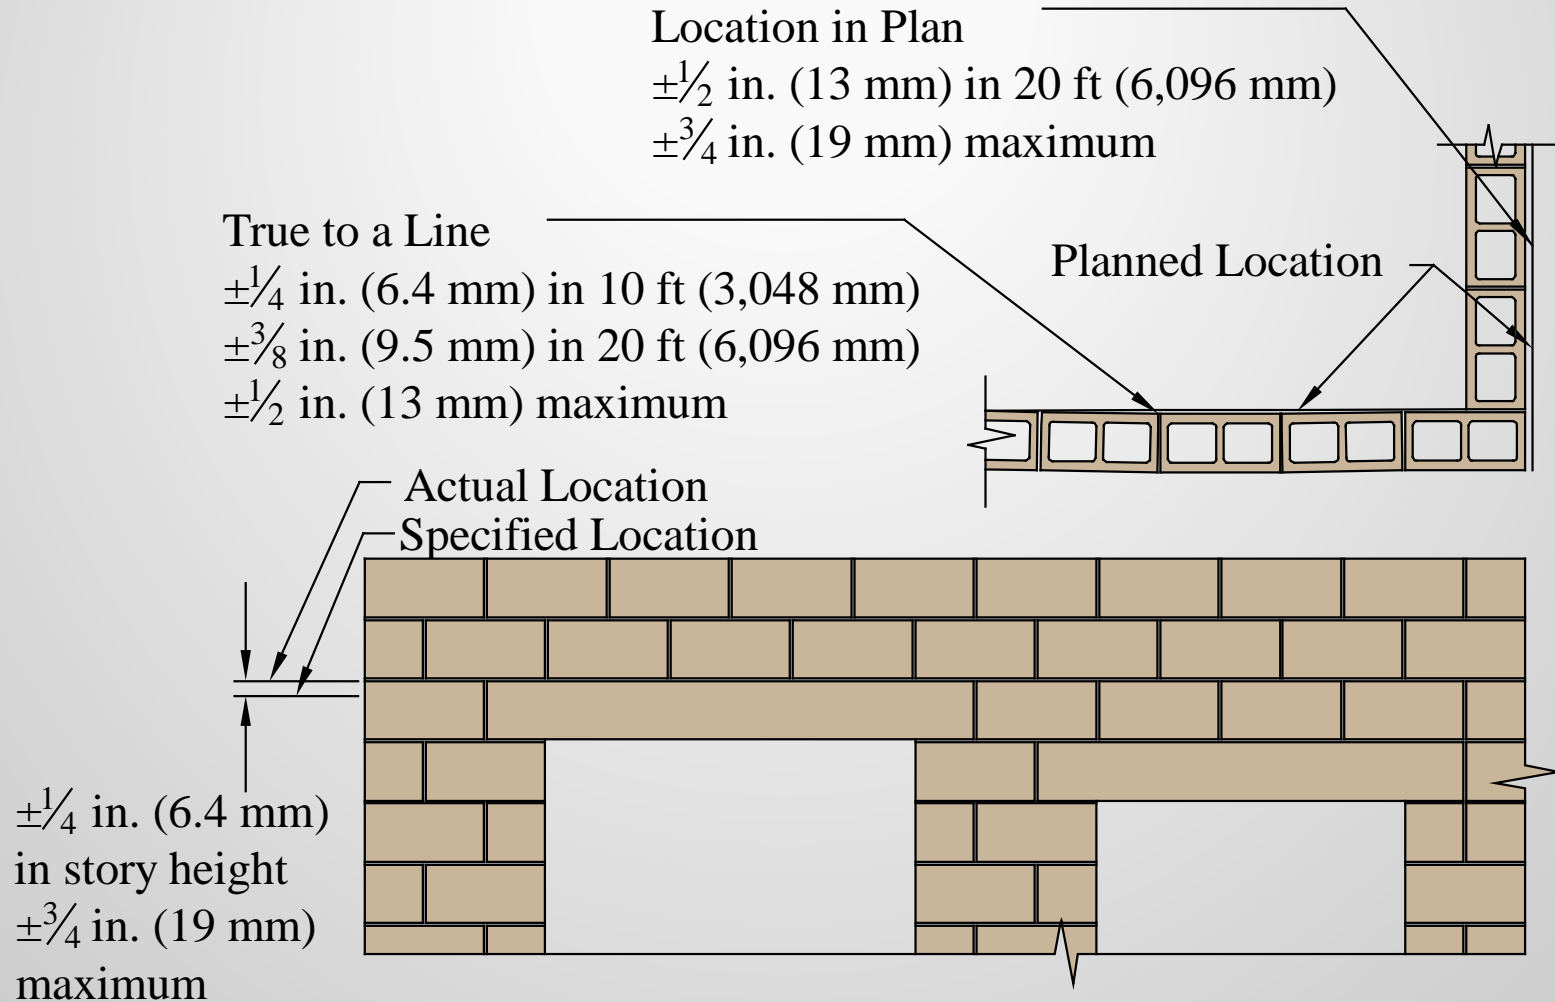 Location in Plan
±1/2 in. (13 mm) in 20 ft (6,096 mm)
±3/4 in. (19 mm) maximum
True to a Line
±1/4 in. (6.4 mm) in 10 ft (3,048 mm)
±3/8 in. (9.5 mm) in 20 ft (6,096 mm)
±1/2 in. (13 mm) maximum
Planned Location
Actual Location
Specified Location
±1/4 in. (6.4 mm)
in story height
±3/4 in. (19 mm)
maximum